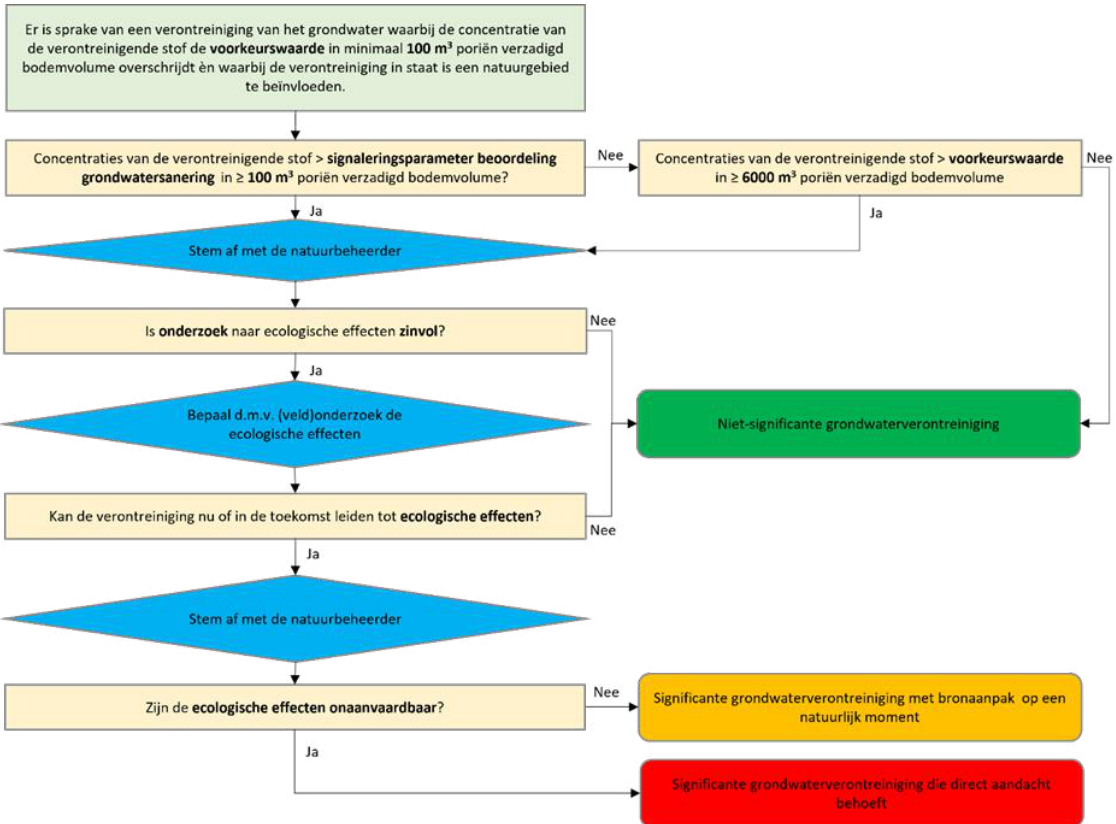 Er is sprake van een verontreiniging van het grondwater waarbij de concentratie van
de verontreinigende stof de voorkeurswaarde in minimaal 100 m³ poriën verzadigd
bodemvolume overschrijdt èn waarbij de verontreiniging in staat is een natuurgebied
te beïnvloeden.
Concentraties van de verontreinigende stof > signaleringsparameter beoordeling
grondwatersanering in ≥ 100 m³ poriën verzadigd bodemvolume?
Nee
Concentraties van de verontreinigende stof > voorkeurswaarde
in ≥ 6000 m³ poriën verzadigd bodemvolume
Nee
Ja
Ja
Stem af met de natuurbeheerder
Is onderzoek naar ecologische effecten zinvol?
Nee
Ja
Bepaal d.m.v. (veld)onderzoek de
ecologische effecten
Niet-significante grondwaterverontreiniging
Kan de verontreiniging nu of in de toekomst leiden tot ecologische effecten?
Nee
Ja
Stem af met de natuurbeheerder
Zijn de ecologische effecten onaanvaardbaar?
Nee
Significante grondwaterverontreiniging met bronaanpak op een
natuurlijk moment
Ja
Significante grondwaterverontreiniging die direct aandacht
behoeft